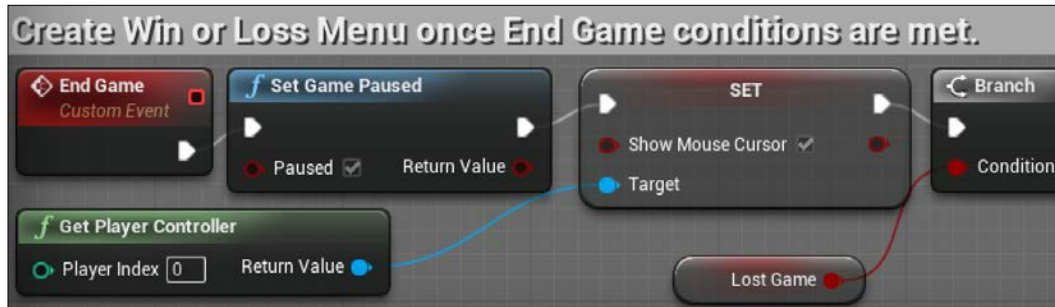 Create Win or Loss Menu once End Game conditions are met.
End Game
Custom Event
f Set Game Paused
Paused
Return Value
SET
Show Mouse Cursor
Target
Branch
Condition
f Get Player Controller
Player Index 0
Return Value
Lost Game